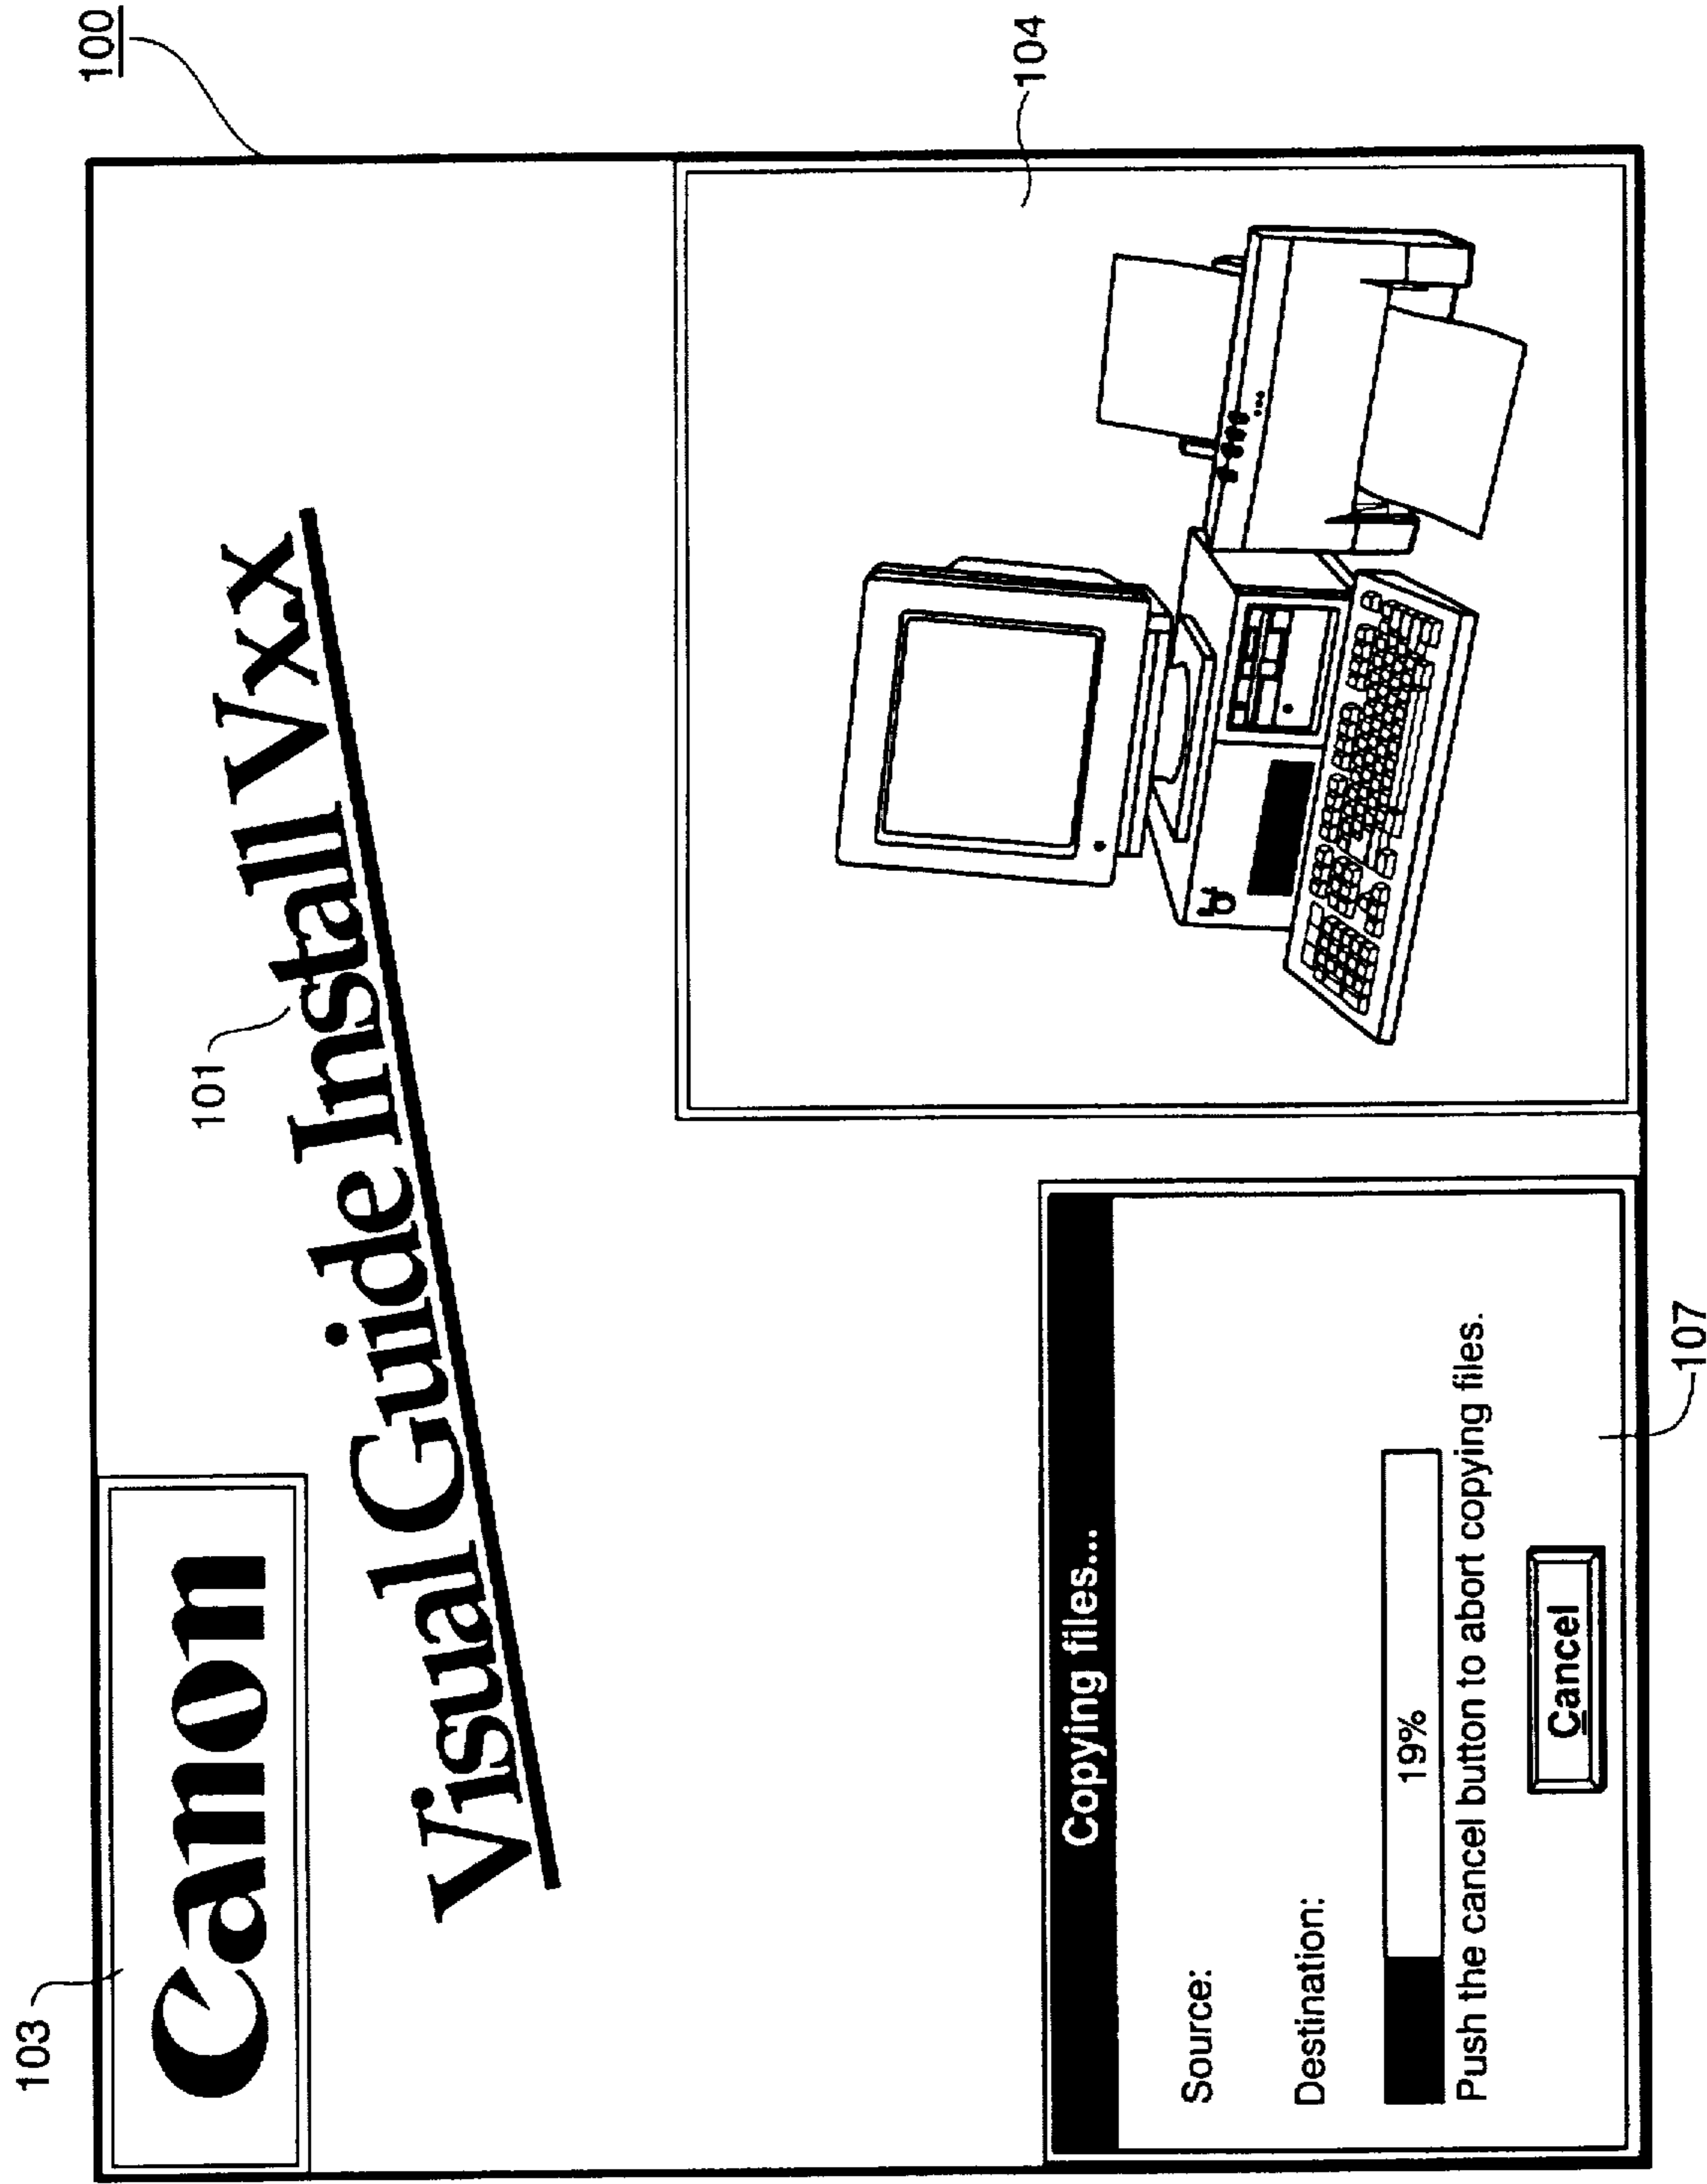 100
103
Canon
101
Visual Guide Install Vx.x
104
Copying files...
Source:
Destination:
19%
Push the cancel button to abort copying files.
Cancel
107